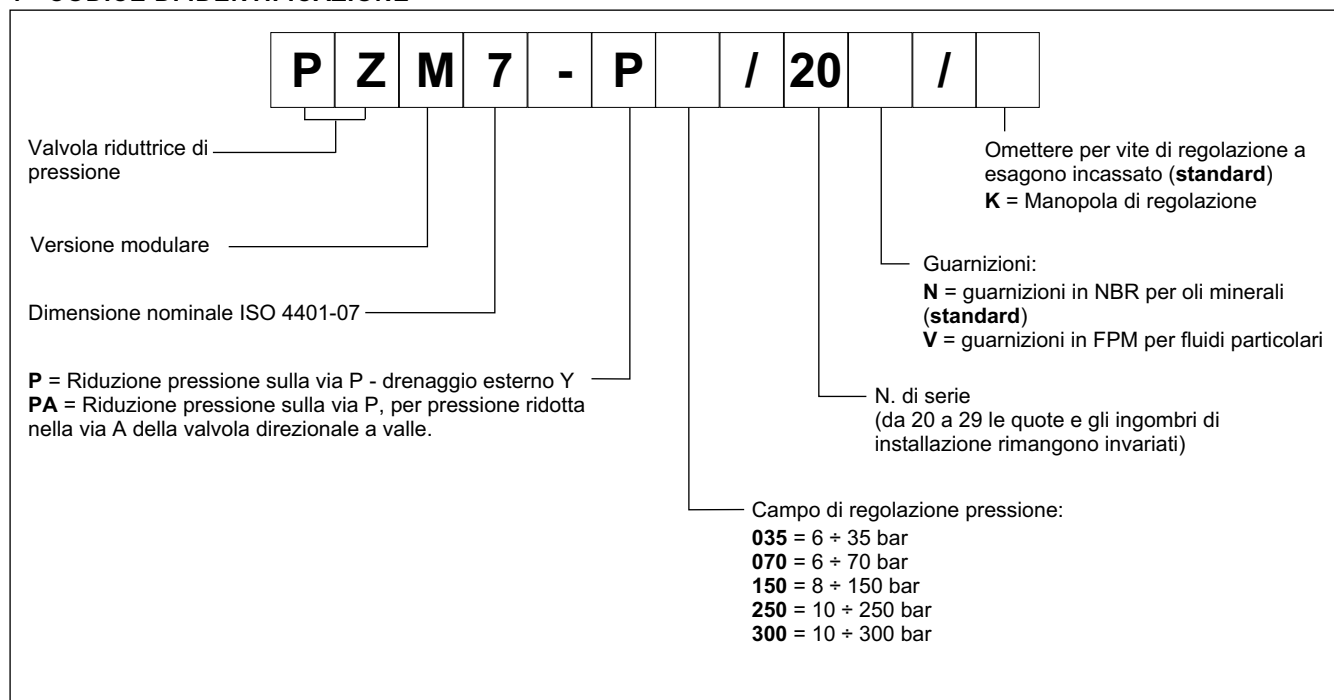 P Z M 7 - P / 20 /
Valvola riduttrice di
pressione
Versione modulare
Dimensione nominale ISO 4401-07
P = Riduzione pressione sulla via P - drenaggio esterno Y
PA = Riduzione pressione sulla via P, per pressione ridotta
nella via A della valvola direzionale a valle.
Omettere per vite di regolazione a
esagono incassato (standard)
K = Manopola di regolazione
Guarnizioni:
N = guarnizioni in NBR per oli minerali
(standard)
V = guarnizioni in FPM per fluidi particolari
N. di serie
(da 20 a 29 le quote e gli ingombri di
installazione rimangono invariati)
Campo di regolazione pressione:
035 = 6 ÷ 35 bar
070 = 6 ÷ 70 bar
150 = 8 ÷ 150 bar
250 = 10 ÷ 250 bar
300 = 10 ÷ 300 bar